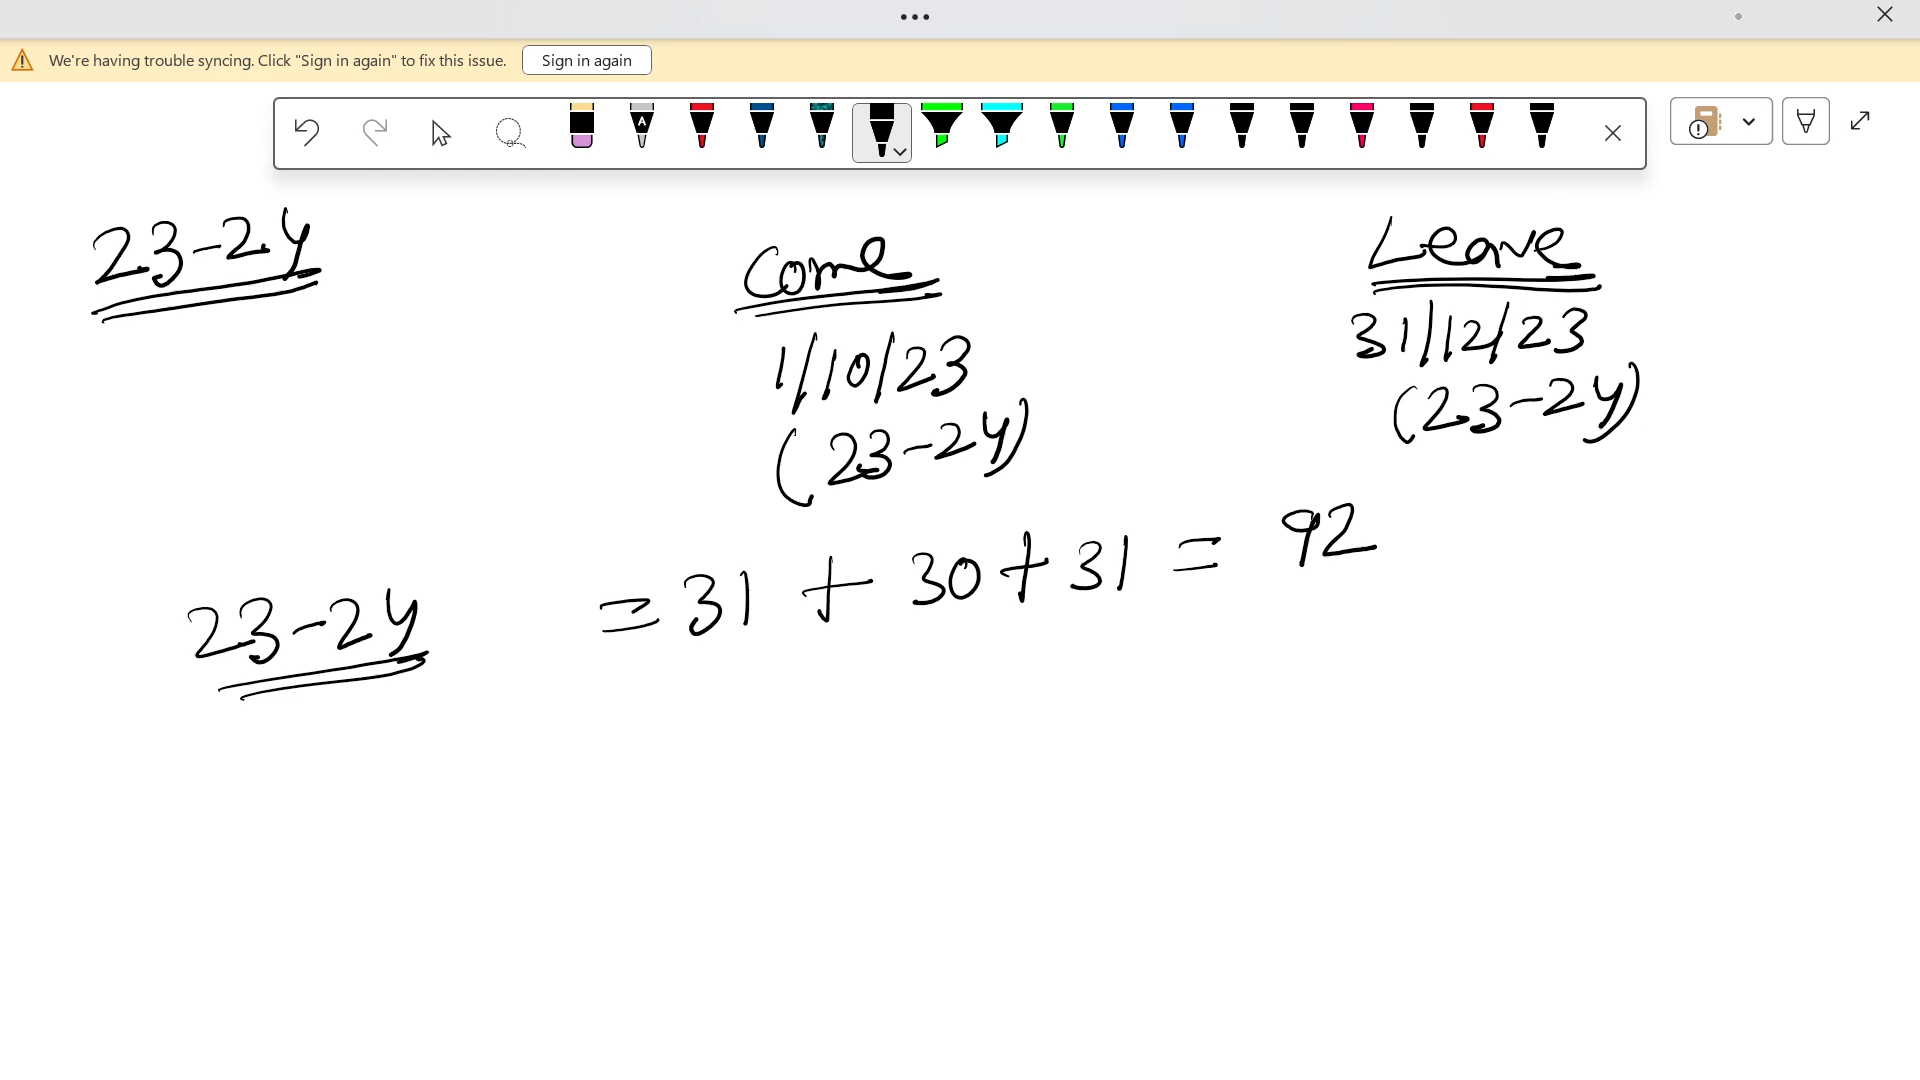 We're having trouble syncing. Click "Sign in again" to fix this issue. Sign in again
A
23-24
Come
Leave
1/10/23
31/12/23
(23-24)
(23-24)
23-24 = 31 + 30 + 31 = 92